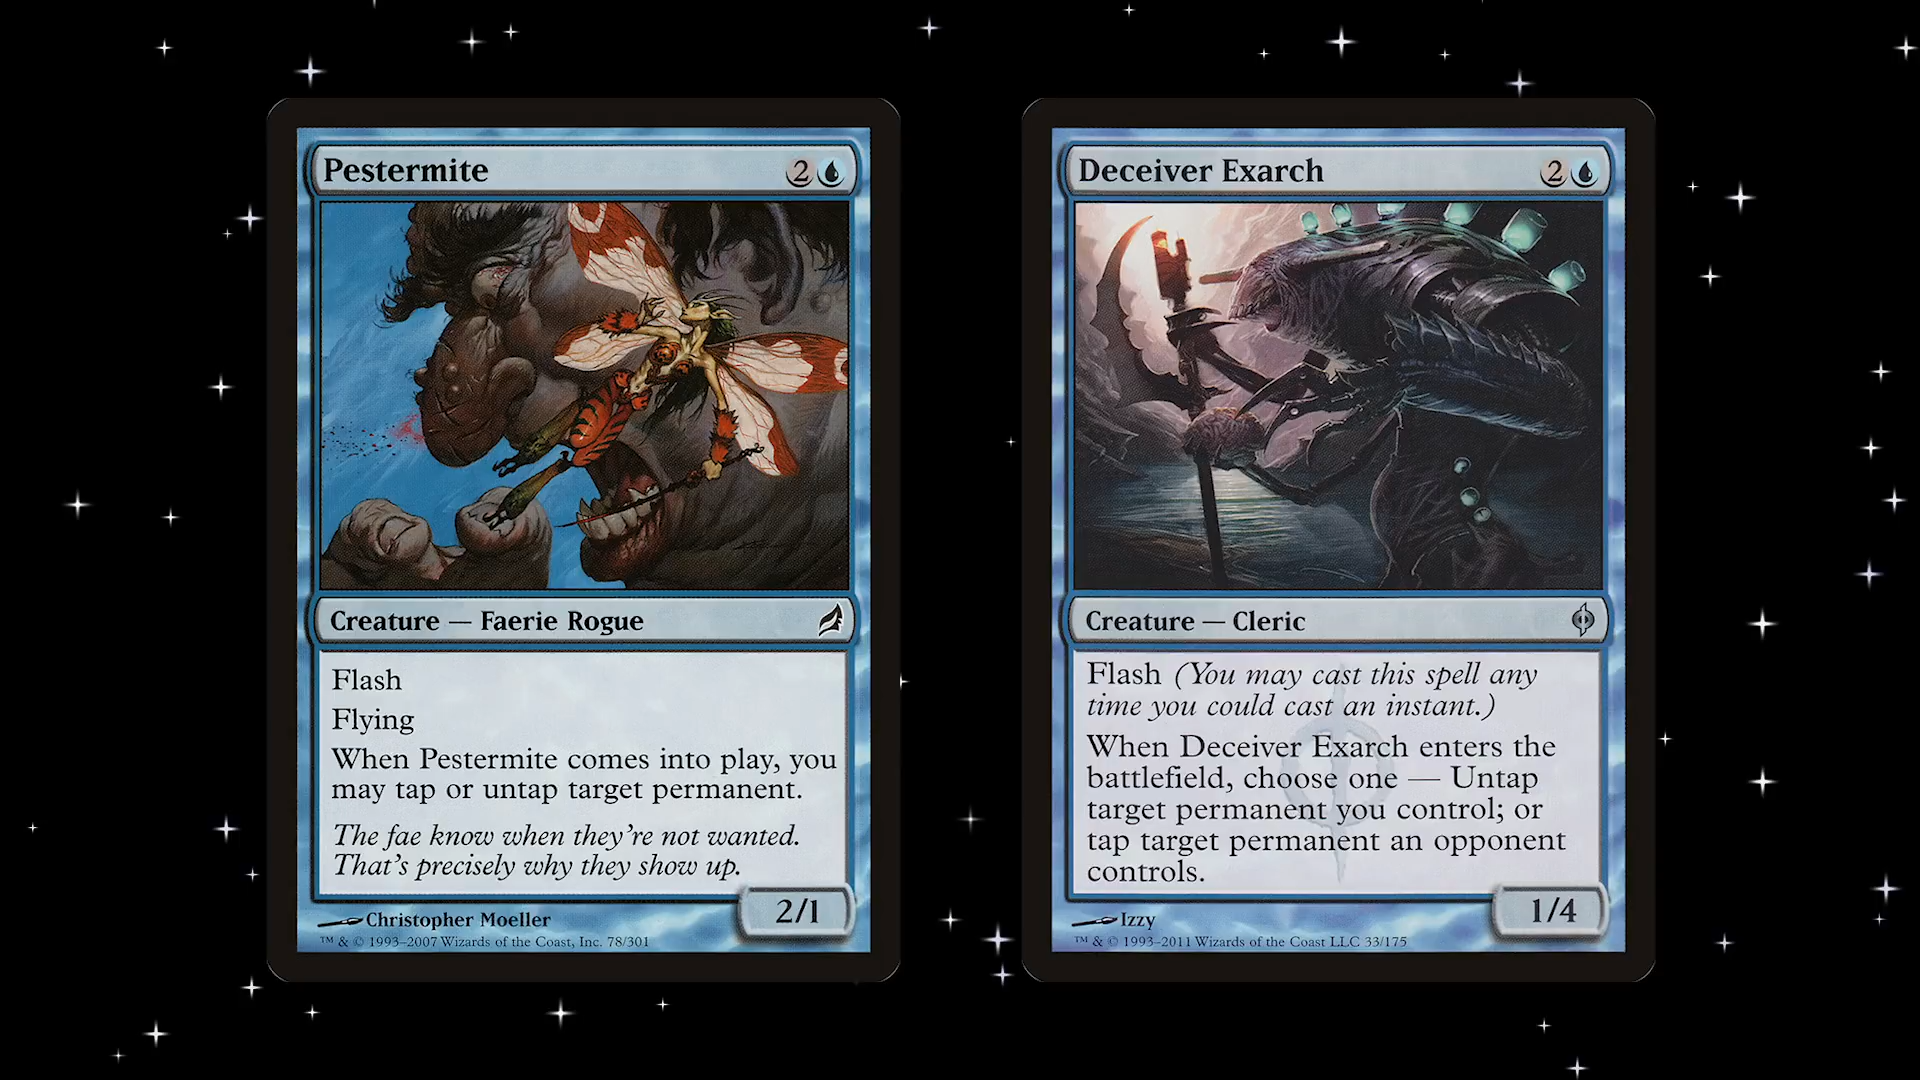 Pestermite
2
Creature — Faerie Rogue
Flash
Flying
When Pestermite comes into play, you
may tap or untap target permanent.
The fae know when they're not wanted.
That's precisely why they show up.
2/1
Christopher Moeller
™ & © 1993–2007 Wizards of the Coast, Inc. 78/301
Deceiver Exarch
2
Creature — Cleric
Flash (You may cast this spell any
time you could cast an instant.)
When Deceiver Exarch enters the
battlefield, choose one — Untap
target permanent you control; or
tap target permanent an opponent
controls.
1/4
Izzy
™ & © 1993–2011 Wizards of the Coast LLC 33/175